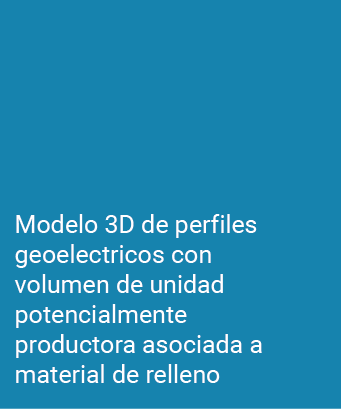 Modelo 3D de perfiles
geoelectricos con
volumen de unidad
potencialmente
productora asociada a
material de relleno